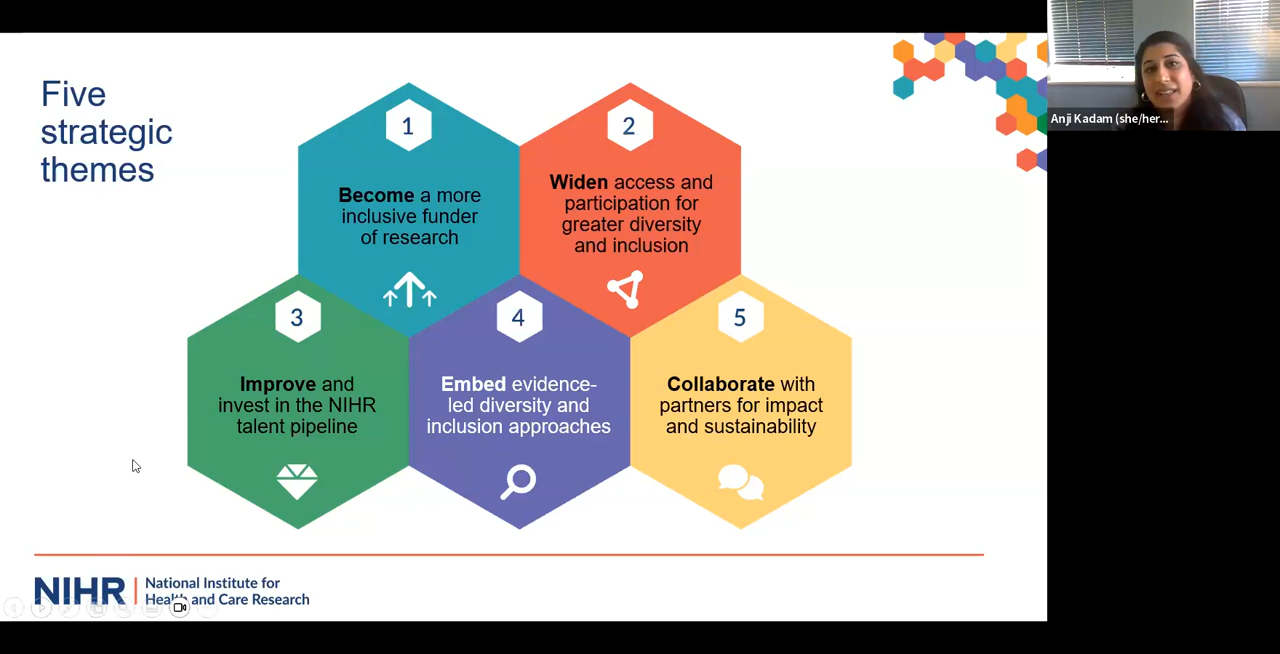 Five
strategic
themes
1
Become a more
inclusive funder
of research
2
Widen access and
participation for
greater diversity
and inclusion
3
Improve and
invest in the NIHR
talent pipeline
4
Embed evidence-
led diversity and
inclusion approaches
5
Collaborate with
partners for impact
and sustainability
NIHR | National Institute for
Health and Care Research
Anji Kadam (she/her...